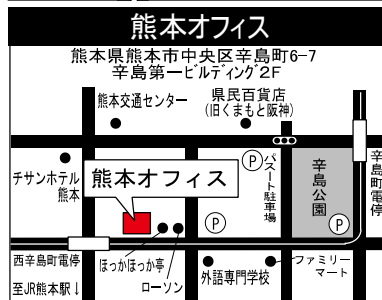 熊本オフィス
熊本県熊本市中央区辛島町6-7
辛島第一ビルディング2F
熊本交通センター
県民百貨店
(旧くまもと阪神)
チサンホテル
熊本
熊本オフィス
P
パスート駐車場
辛島公園
辛島町電停
P
P
西辛島町電停
至JR熊本駅↓
ほっかほっか亭
ローソン
外語専門学校
ファミリー
マート